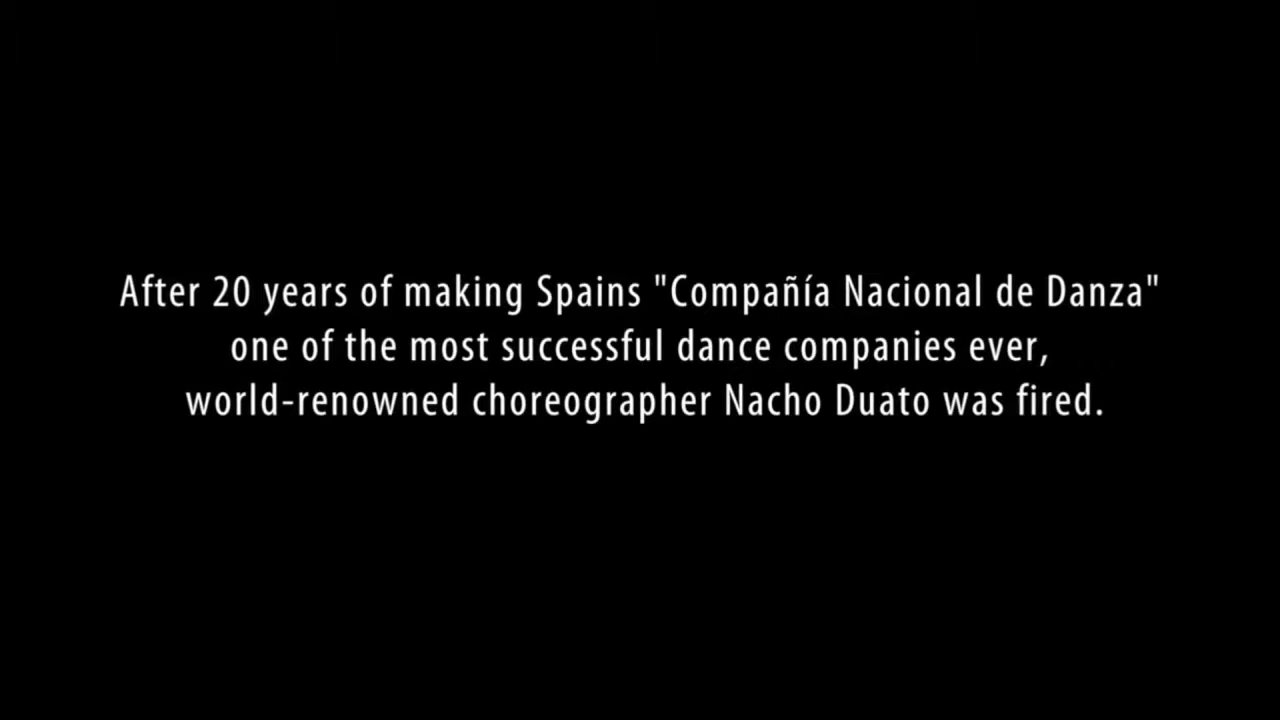 After 20 years of making Spains "Compañía Nacional de Danza"
one of the most successful dance companies ever,
world-renowned choreographer Nacho Duato was fired.